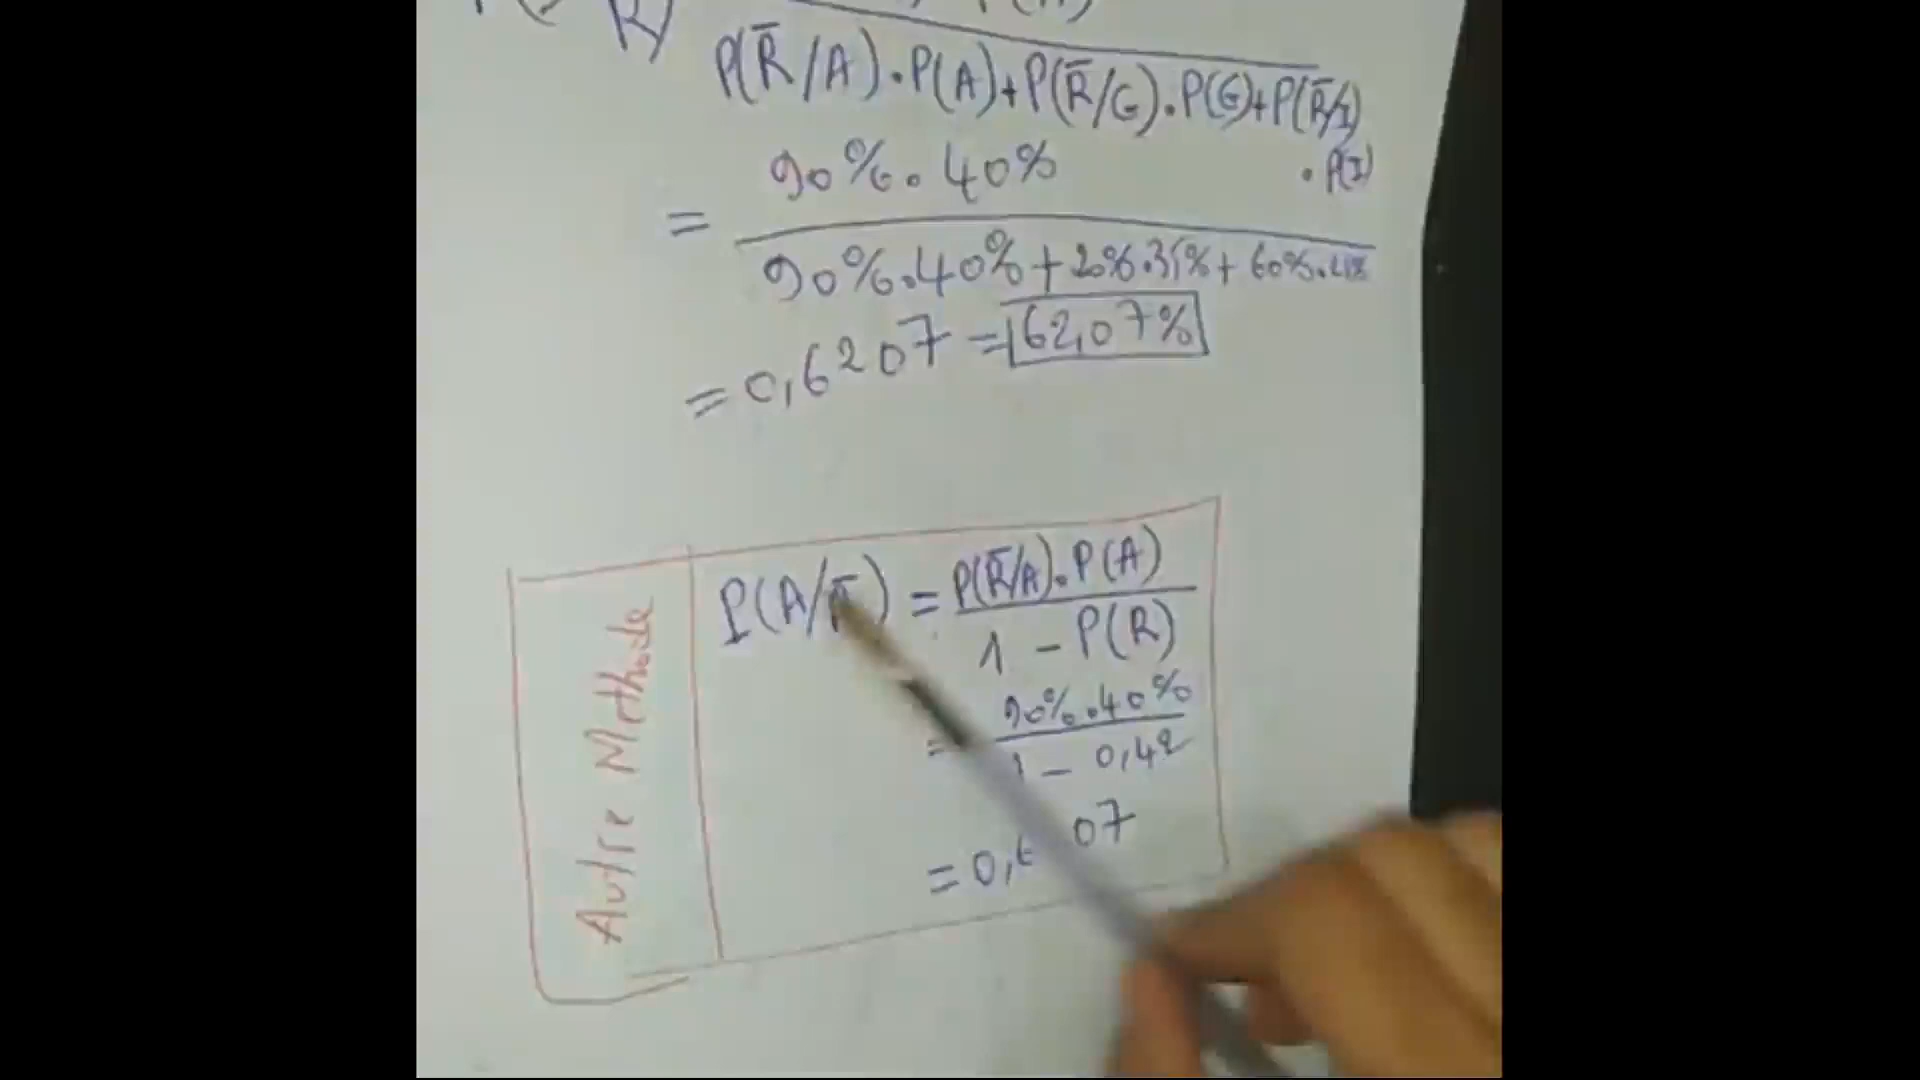 P(R̅/A).P(A)+P(R̅/G).P(G)+P(R̅/I)
.P(I)
90%.40%
=
90%.40%+20%.35%+60%.25%
=0,6207=62,07%
Autre Methode
P(A/R̅) = P(R̅/A).P(A)
1 - P(R)
90%.40%
=
1 - 0,42
=0,6 07